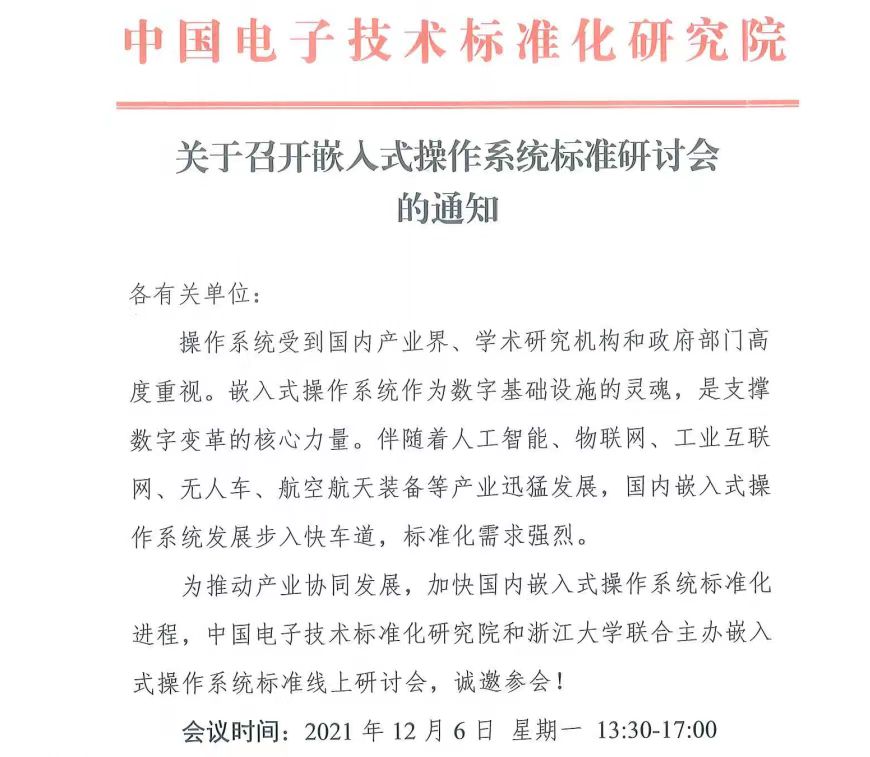 中国电子技术标准化研究院
关于召开嵌入式操作系统标准研讨会
的通知
各有关单位：
操作系统受到国内产业界、学术研究机构和政府部门高
度重视。嵌入式操作系统作为数字基础设施的灵魂，是支撑
数字变革的核心力量。伴随着人工智能、物联网、工业互联
网、无人车、航空航天装备等产业迅猛发展，国内嵌入式操
作系统发展步入快车道，标准化需求强烈。
为推动产业协同发展，加快国内嵌入式操作系统标准化
进程，中国电子技术标准化研究院和浙江大学联合主办嵌入
式操作系统标准线上研讨会，诚邀参会！
会议时间：2021 年 12 月 6 日 星期一 13:30-17:00